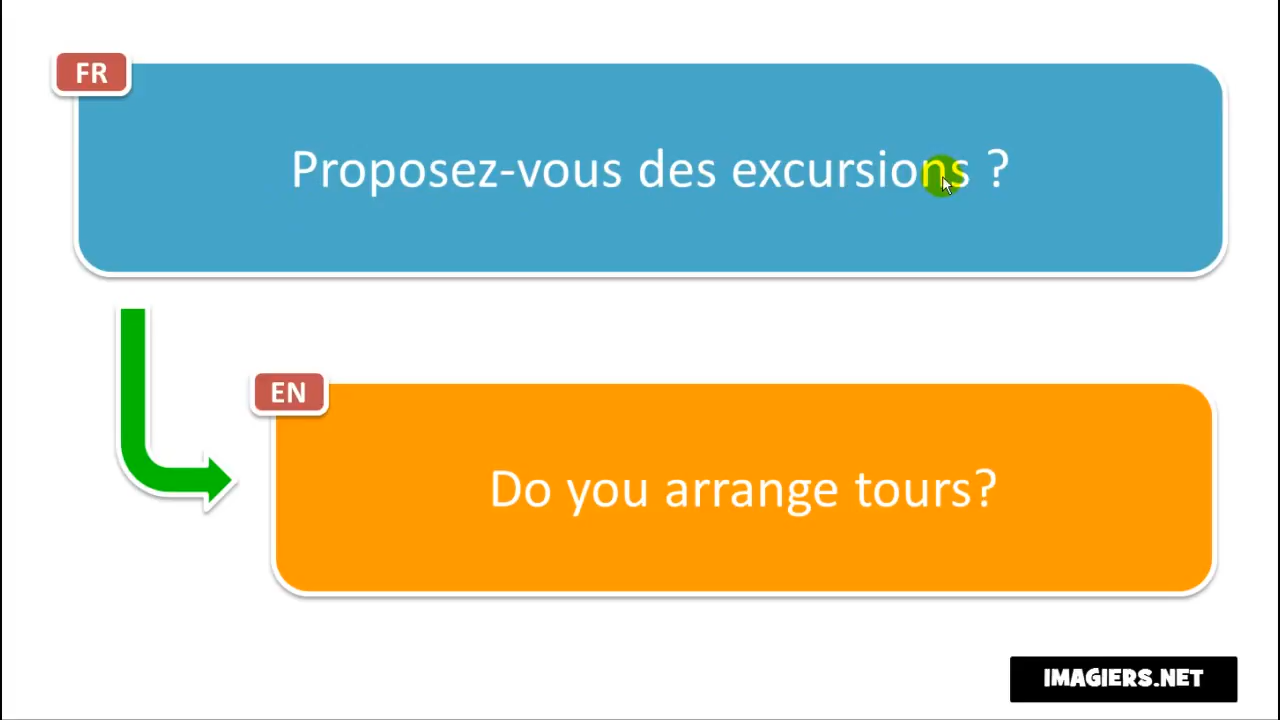 FR
Proposez-vous des excursions ?
EN
Do you arrange tours?
IMAGIERS.NET